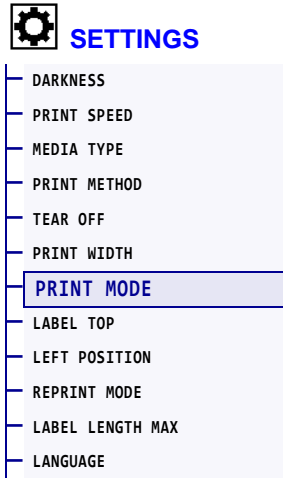 SETTINGS
DARKNESS
PRINT SPEED
MEDIA TYPE
PRINT METHOD
TEAR OFF
PRINT WIDTH
PRINT MODE
LABEL TOP
LEFT POSITION
REPRINT MODE
LABEL LENGTH MAX
LANGUAGE